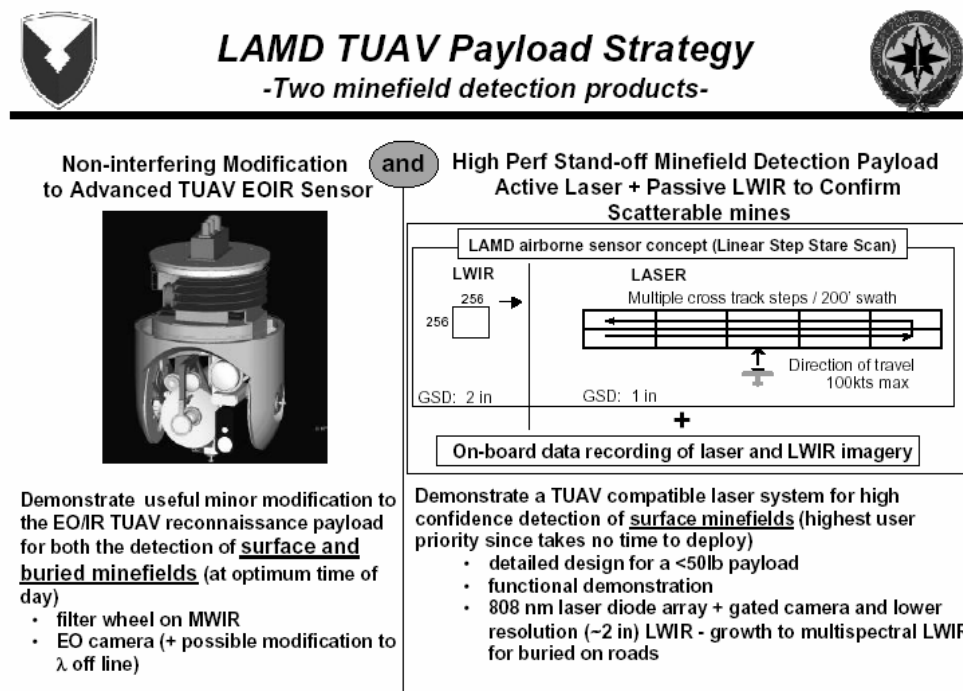 LAMD TUAV Payload Strategy
-Two minefield detection products-
Non-interfering Modification
to Advanced TUAV EOIR Sensor
and
High Perf Stand-off Minefield Detection Payload
Active Laser + Passive LWIR to Confirm
Scatterable mines
LAMD airborne sensor concept (Linear Step Stare Scan)
LWIR
256
256
GSD: 2 in
LASER
Multiple cross track steps / 200' swath
Direction of travel
100kts max
GSD: 1 in
+
On-board data recording of laser and LWIR imagery
Demonstrate useful minor modification to
the EO/IR TUAV reconnaissance payload
for both the detection of surface and
buried minefields (at optimum time of
day)
• filter wheel on MWIR
• EO camera (+ possible modification to
λ off line)
Demonstrate a TUAV compatible laser system for high
confidence detection of surface minefields (highest user
priority since takes no time to deploy)
• detailed design for a <50lb payload
• functional demonstration
• 808 nm laser diode array + gated camera and lower
resolution (~2 in) LWIR - growth to multispectral LWIR
for buried on roads